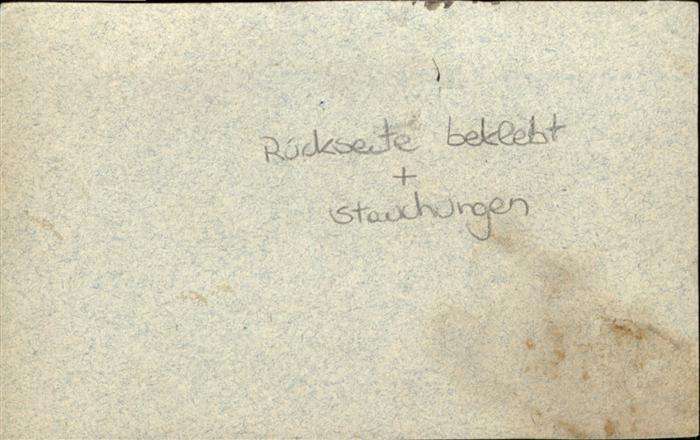 Rückseite beklebt
+
Stauchungen